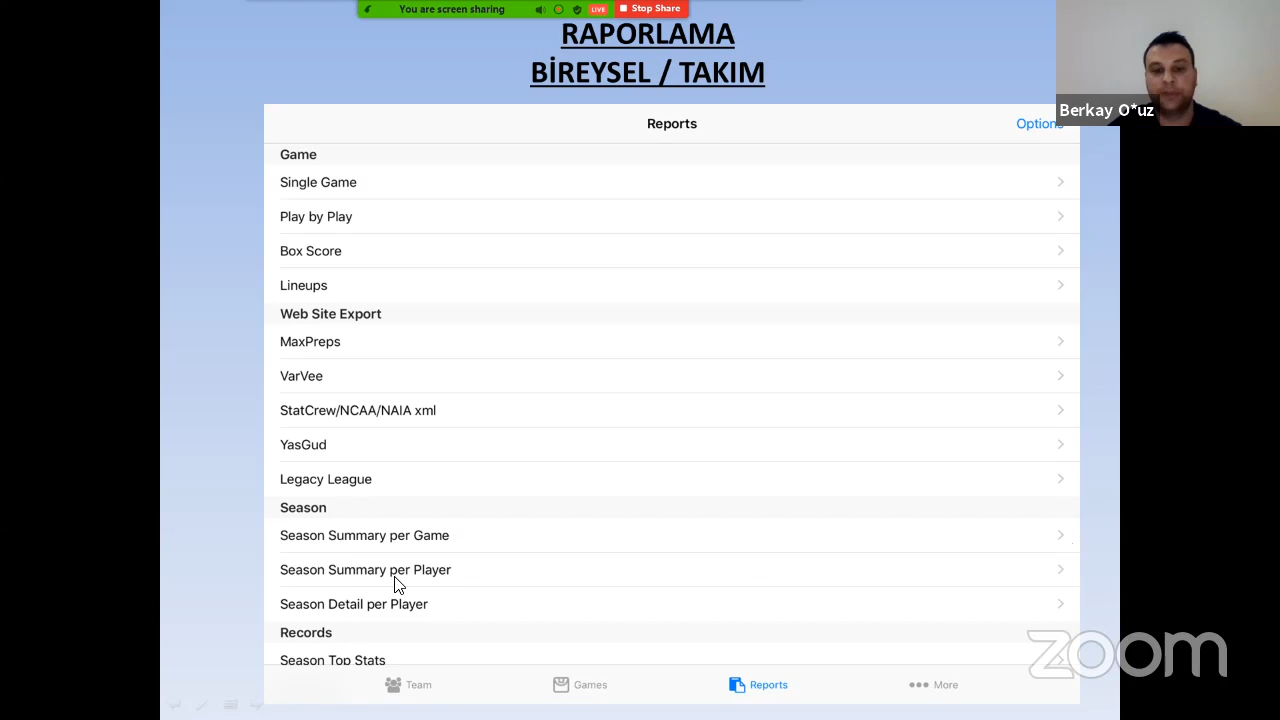 You are screen sharing
LIVE
Stop Share
RAPORLAMA
BİREYSEL / TAKIM
Berkay O*uz
Reports
Options
Game
Single Game
Play by Play
Box Score
Lineups
Web Site Export
MaxPreps
VarVee
StatCrew/NCAA/NAIA xml
YasGud
Legacy League
Season
Season Summary per Game
Season Summary per Player
Season Detail per Player
Records
Season Top Stats
Team
Games
Reports
More
zoom